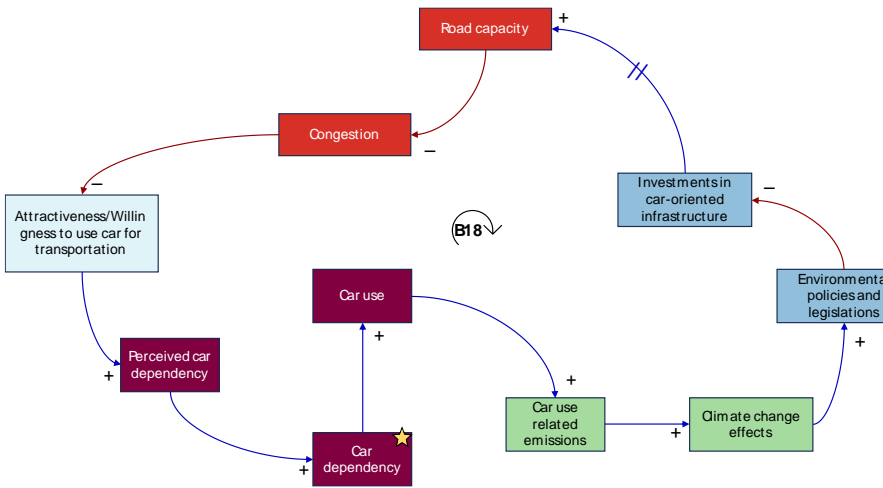 Road capacity
+
Congestion
–
–
Attractiveness/Willin
gness to use car for
transportation
Investments in
car-oriented
infrastructure
–
B18
Environmenta
policies and
legislations
+
Car use
+
Perceived car
dependency
+
Car
dependency
+
+
Car use
related
emissions
+
Climate change
effects